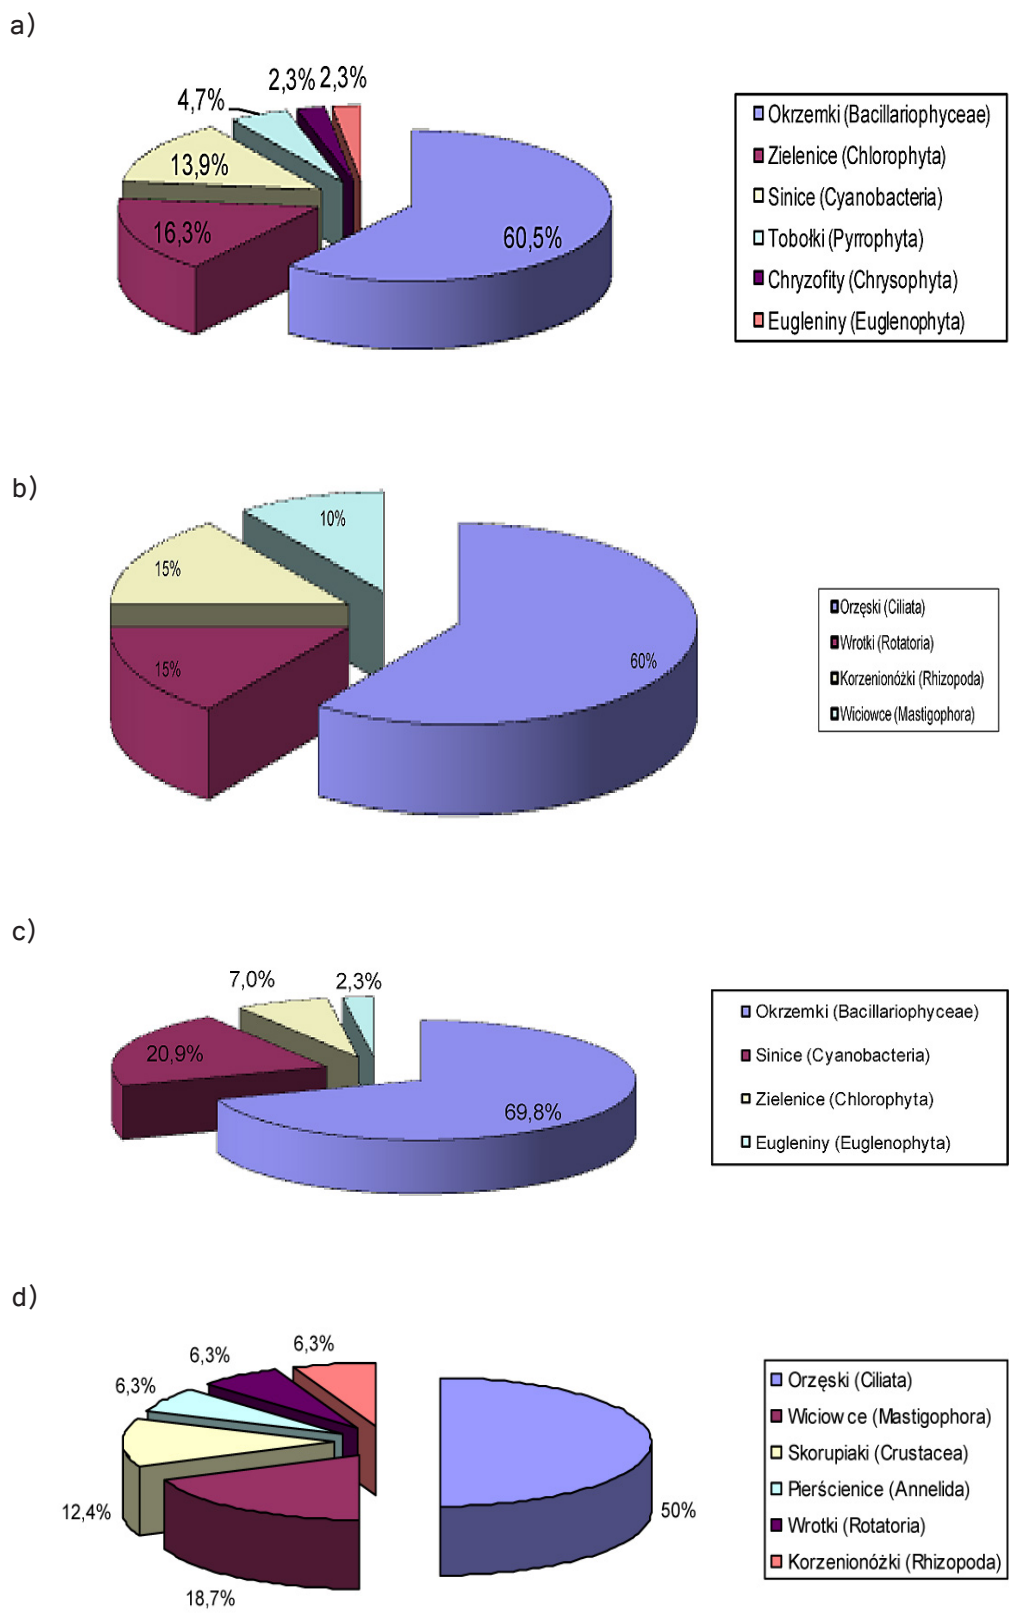 a)
2,3% 2,3%
4,7%
13,9%
16,3%
60,5%
Okrzemki (Bacillariophyceae)
Zielenice (Chlorophyta)
Sinice (Cyanobacteria)
Tobołki (Pyrrophyta)
Chryzofity (Chrysophyta)
Eugleniny (Euglenophyta)
b)
10%
15%
15%
60%
Orzęski (Ciliata)
Wrotki (Rotatoria)
Korzenionóżki (Rhizopoda)
Wiciowce (Mastigophora)
c)
7,0%
2,3%
20,9%
69,8%
Okrzemki (Bacillariophyceae)
Sinice (Cyanobacteria)
Zielenice (Chlorophyta)
Eugleniny (Euglenophyta)
d)
6,3%
6,3%
6,3%
12,4%
18,7%
50%
Orzęski (Ciliata)
Wiciowce (Mastigophora)
Skorupiaki (Crustacea)
Pierścienice (Annelida)
Wrotki (Rotatoria)
Korzenionóżki (Rhizopoda)